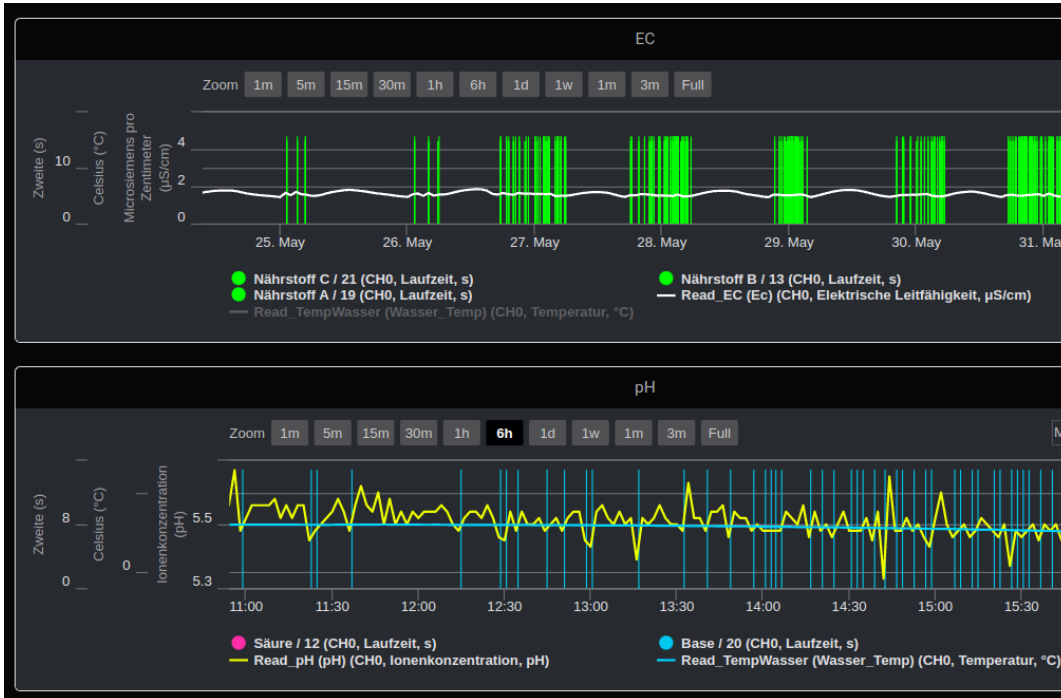 EC
Zoom 1m 5m 15m 30m 1h 6h 1d 1w 1m 3m Full
Zweite (s)
10
0
Celsius (°C)
Microsiemens pro
Zentimeter
(µS/cm)
4
2
0
25. May 26. May 27. May 28. May 29. May 30. May 31. Ma
Nährstoff C / 21 (CH0, Laufzeit, s) Nährstoff B / 13 (CH0, Laufzeit, s)
Nährstoff A / 19 (CH0, Laufzeit, s) Read_EC (Ec) (CH0, Elektrische Leitfähigkeit, µS/cm)
Read_TempWasser (Wasser_Temp) (CH0, Temperatur, °C)
pH
Zoom 1m 5m 15m 30m 1h 6h 1d 1w 1m 3m Full M
Zweite (s)
8
0
Celsius (°C)
0
Ionenkonzentration
(pH)
5.5
5.3
11:00 11:30 12:00 12:30 13:00 13:30 14:00 14:30 15:00 15:30
Säure / 12 (CH0, Laufzeit, s) Base / 20 (CH0, Laufzeit, s)
Read_pH (pH) (CH0, Ionenkonzentration, pH) Read_TempWasser (Wasser_Temp) (CH0, Temperatur, °C)